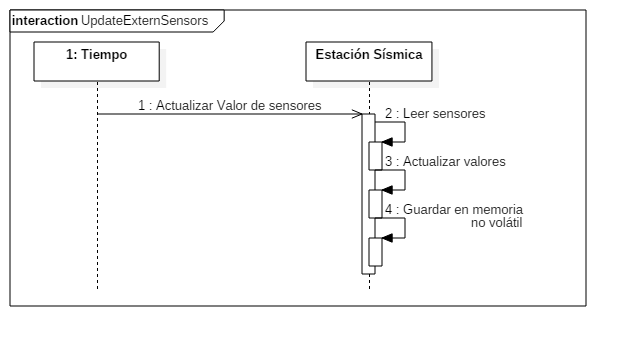 interaction UpdateExternSensors
1: Tiempo
Estación Sísmica
1 : Actualizar Valor de sensores
2 : Leer sensores
3 : Actualizar valores
4 : Guardar en memoria
no volátil